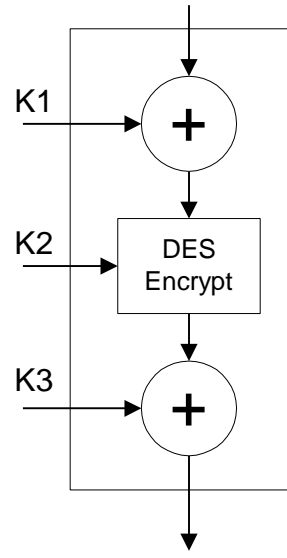 K1
+
K2
DES
Encrypt
K3
+